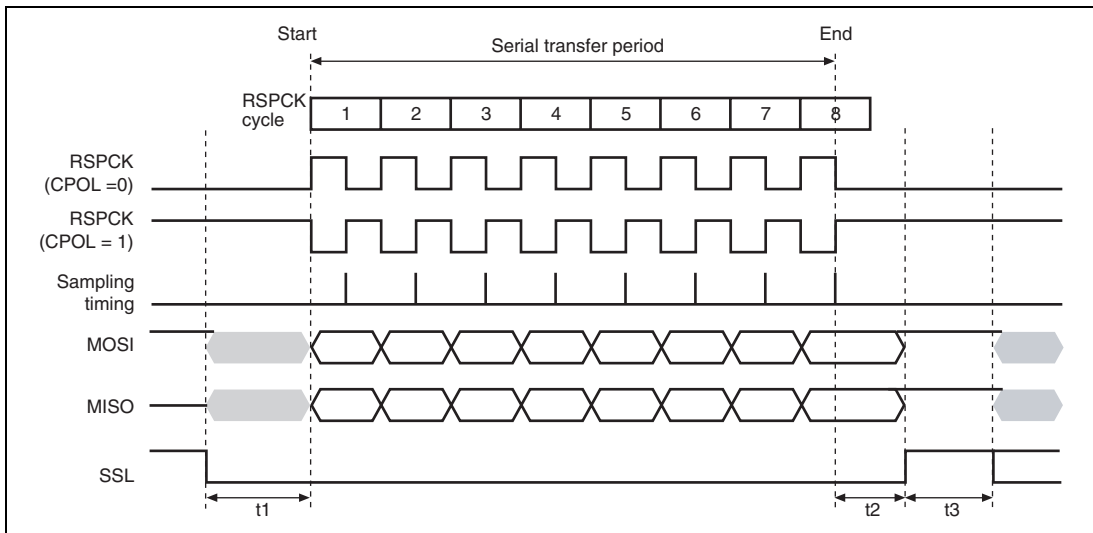 Start
End
Serial transfer period
RSPCK
cycle
1 2 3 4 5 6 7 8
RSPCK
(CPOL =0)
RSPCK
(CPOL = 1)
Sampling
timing
MOSI
MISO
SSL
t1
t2
t3